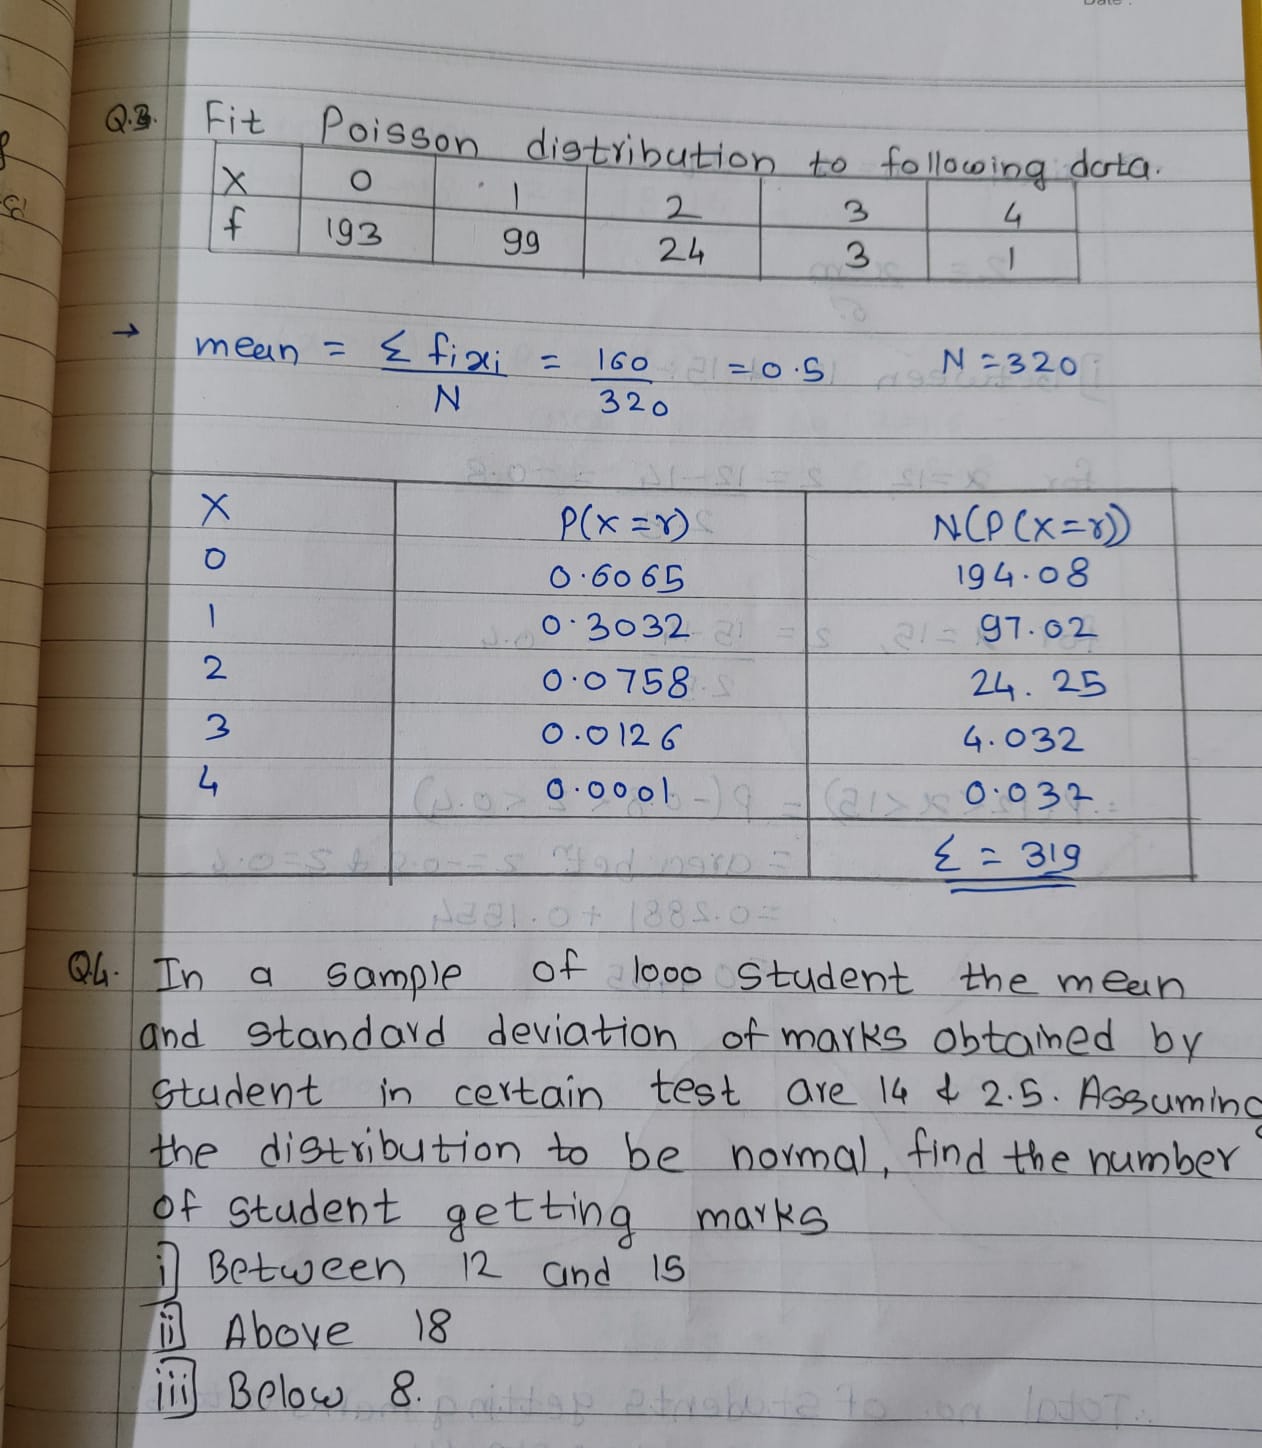 Q.3. Fit Poisson distribution to following data.
X 0 1 2 3 4
f 193 99 24 3 1
→ mean = Σ fixi / N = 160 / 320 = 0.5 N = 320
X P(x=r) N(P(x=r))
0 0.6065 194.08
1 0.3032 97.02
2 0.0758 24.25
3 0.0126 4.032
4 0.0001 0.032
Σ = 319
Q4. In a sample of 1000 student the mean
and standard deviation of marks obtained by
student in certain test are 14 & 2.5. Assuming
the distribution to be normal, find the number
of student getting marks
i] Between 12 and 15
ii] Above 18
iii] Below 8.